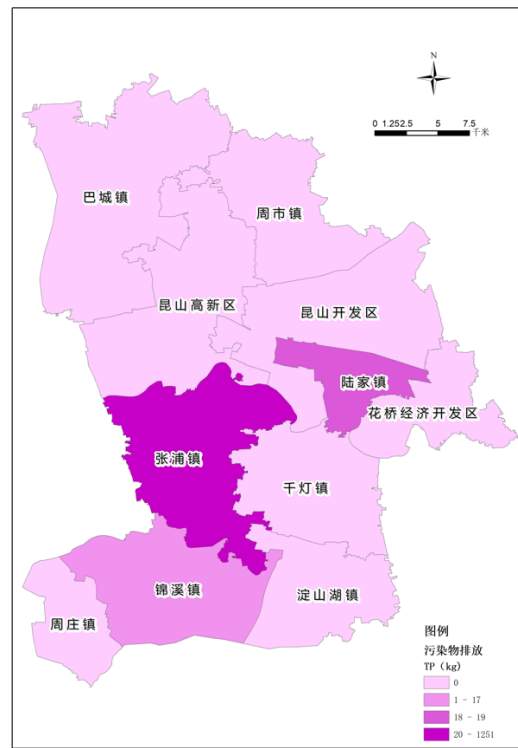 N
0 1.252.5 5 7.5
千米
巴城镇
周市镇
昆山高新区
昆山开发区
陆家镇
花桥经济开发区
张浦镇
千灯镇
锦溪镇
淀山湖镇
周庄镇
图例
污染物排放
TP（kg）
0
1 - 17
18 - 19
20 - 1251